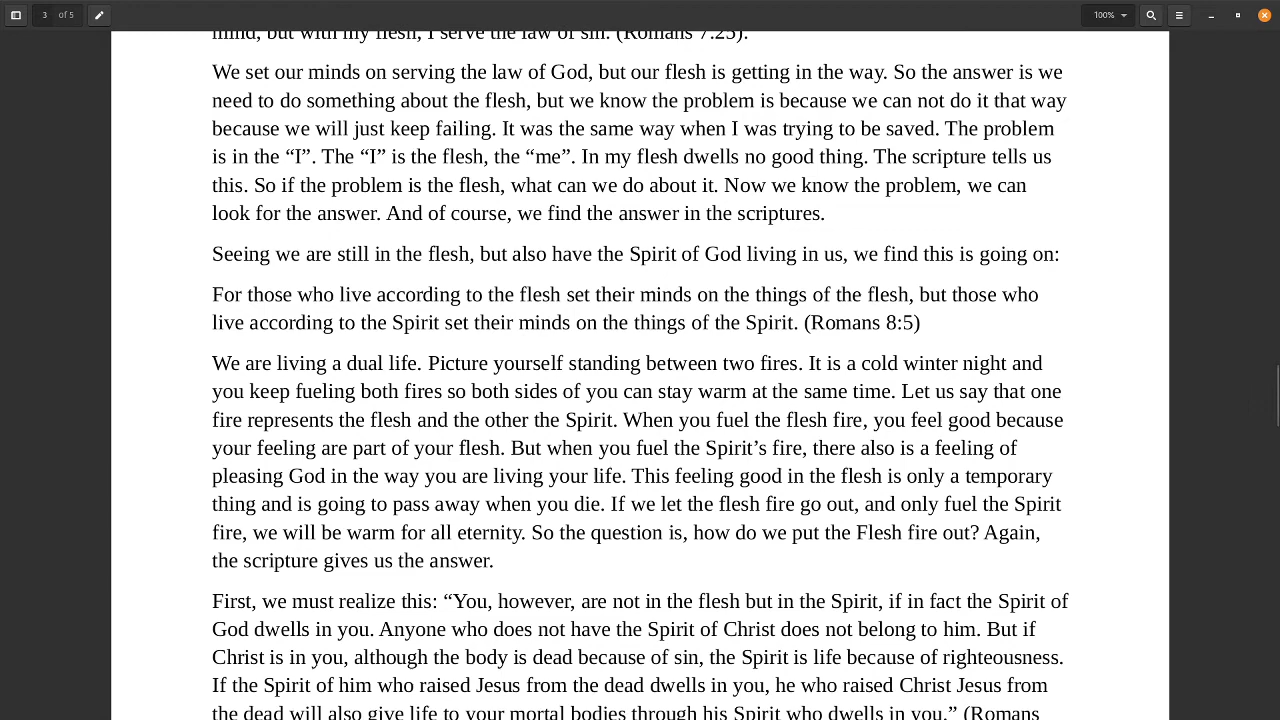 3 of 5
100%
mind, but with my flesh, I serve the law of sin. (Romans 7:25).
We set our minds on serving the law of God, but our flesh is getting in the way. So the answer is we
need to do something about the flesh, but we know the problem is because we can not do it that way
because we will just keep failing. It was the same way when I was trying to be saved. The problem
is in the “I”. The “I” is the flesh, the “me”. In my flesh dwells no good thing. The scripture tells us
this. So if the problem is the flesh, what can we do about it. Now we know the problem, we can
look for the answer. And of course, we find the answer in the scriptures.
Seeing we are still in the flesh, but also have the Spirit of God living in us, we find this is going on:
For those who live according to the flesh set their minds on the things of the flesh, but those who
live according to the Spirit set their minds on the things of the Spirit. (Romans 8:5)
We are living a dual life. Picture yourself standing between two fires. It is a cold winter night and
you keep fueling both fires so both sides of you can stay warm at the same time. Let us say that one
fire represents the flesh and the other the Spirit. When you fuel the flesh fire, you feel good because
your feeling are part of your flesh. But when you fuel the Spirit’s fire, there also is a feeling of
pleasing God in the way you are living your life. This feeling good in the flesh is only a temporary
thing and is going to pass away when you die. If we let the flesh fire go out, and only fuel the Spirit
fire, we will be warm for all eternity. So the question is, how do we put the Flesh fire out? Again,
the scripture gives us the answer.
First, we must realize this: “You, however, are not in the flesh but in the Spirit, if in fact the Spirit of
God dwells in you. Anyone who does not have the Spirit of Christ does not belong to him. But if
Christ is in you, although the body is dead because of sin, the Spirit is life because of righteousness.
If the Spirit of him who raised Jesus from the dead dwells in you, he who raised Christ Jesus from
the dead will also give life to your mortal bodies through his Spirit who dwells in you.” (Romans